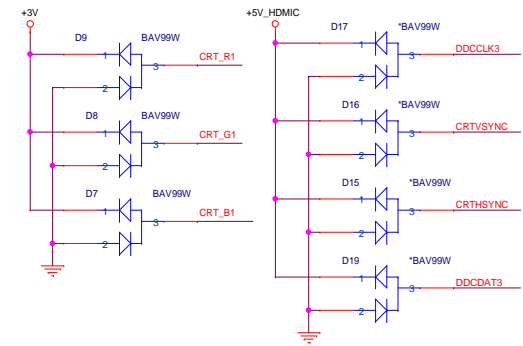 +3V
D9 BAV99W
1
3 CRT_R1
2
D8 BAV99W
1
3 CRT_G1
2
D7 BAV99W
1
3 CRT_B1
2
+5V_HDMIC
D17 *BAV99W
1
3 DDCCLK3
2
D16 *BAV99W
1
3 CRTVSYNC
2
D15 *BAV99W
1
3 CRTHSYNC
2
D19 *BAV99W
1
3 DDCDAT3
2